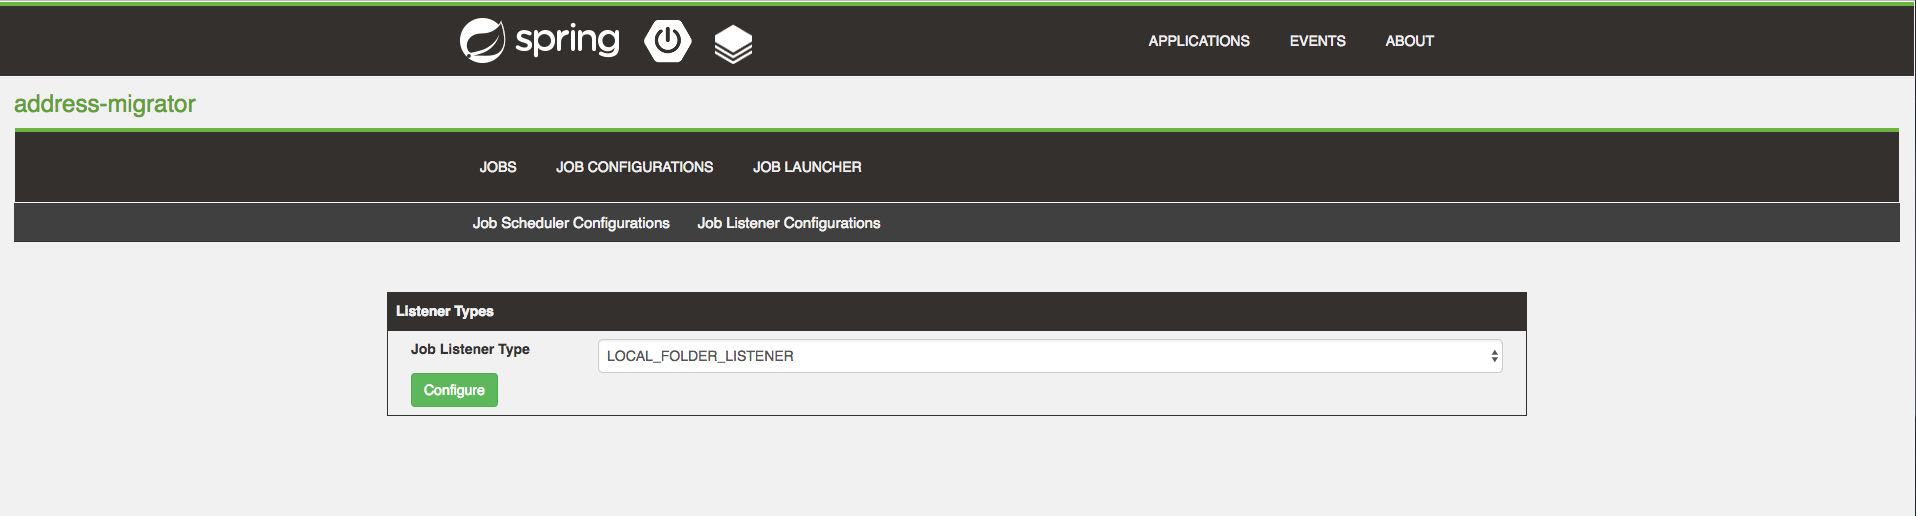 spring
APPLICATIONS EVENTS ABOUT
address-migrator
JOBS JOB CONFIGURATIONS JOB LAUNCHER
Job Scheduler Configurations Job Listener Configurations
Listener Types
Job Listener Type LOCAL_FOLDER_LISTENER
Configure